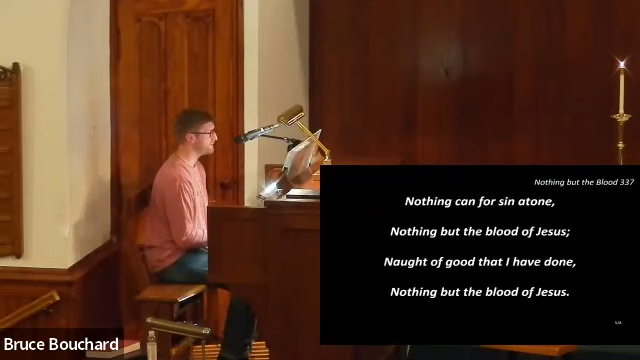 Nothing but the Blood 337
Nothing can for sin atone,
Nothing but the blood of Jesus;
Naught of good that I have done,
Nothing but the blood of Jesus.
Bruce Bouchard